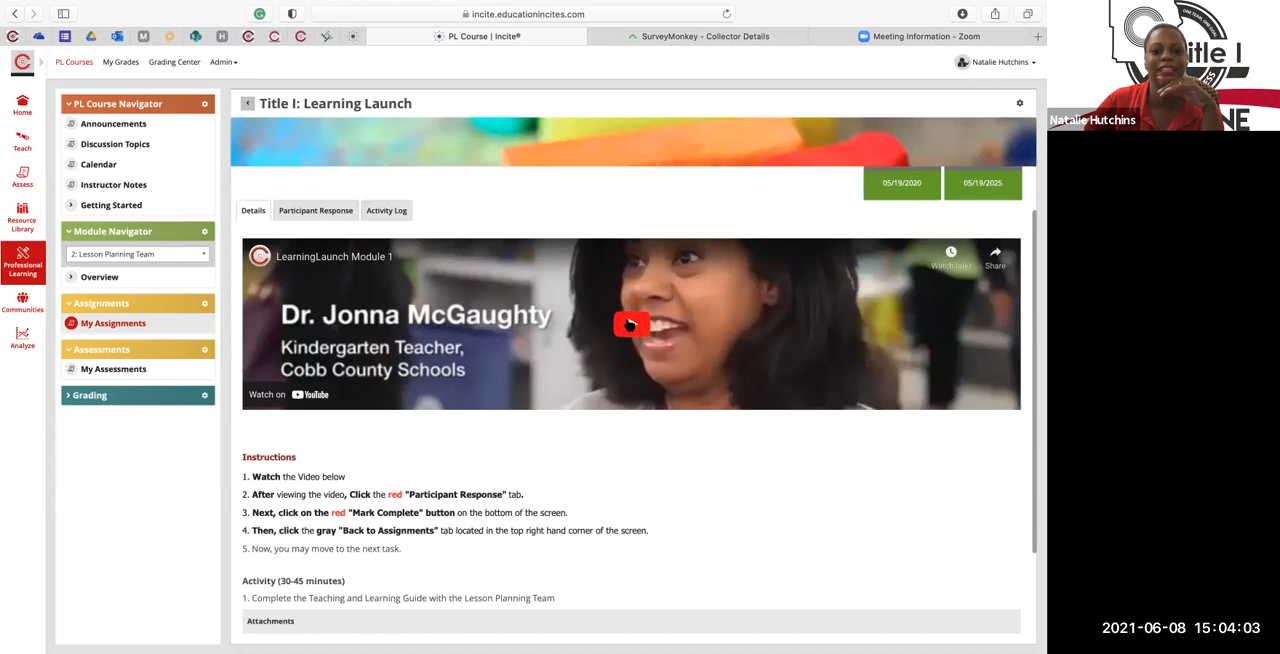 incite.educationincites.com
PL Course | Incite®
SurveyMonkey - Collector Details
Meeting Information - Zoom
PL Courses
My Grades
Grading Center
Admin
Natalie Hutchins
Home
Teach
Assess
Resource
Library
Professional
Learning
Communities
Analyze
PL Course Navigator
Announcements
Discussion Topics
Calendar
Instructor Notes
Getting Started
Module Navigator
2: Lesson Planning Team
Overview
Assignments
My Assignments
Assessments
My Assessments
Grading
Title I: Learning Launch
05/19/2020
05/19/2025
Details
Participant Response
Activity Log
LearningLaunch Module 1
Watch later
Share
Dr. Jonna McGaughty
Kindergarten Teacher,
Cobb County Schools
Watch on YouTube
Instructions
1. Watch the Video below
2. After viewing the video, Click the red "Participant Response" tab.
3. Next, click on the red "Mark Complete" button on the bottom of the screen.
4. Then, click the gray "Back to Assignments" tab located in the top right hand corner of the screen.
5. Now, you may move to the next task.
Activity (30-45 minutes)
1. Complete the Teaching and Learning Guide with the Lesson Planning Team
Attachments
itle I
NE
Natalie Hutchins
2021-06-08 15:04:03